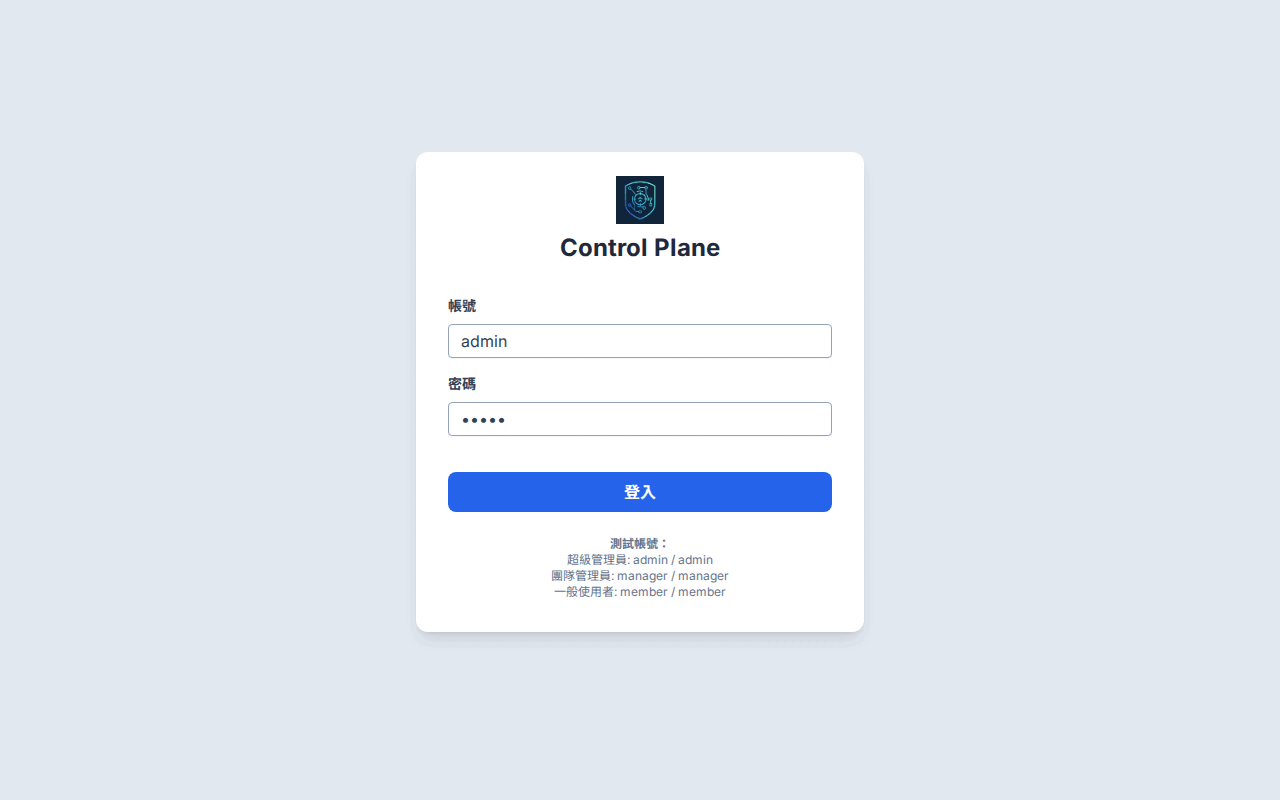 Control Plane
帳號
admin
密碼
•••••
登入
測試帳號：
超級管理員: admin / admin
團隊管理員: manager / manager
一般使用者: member / member